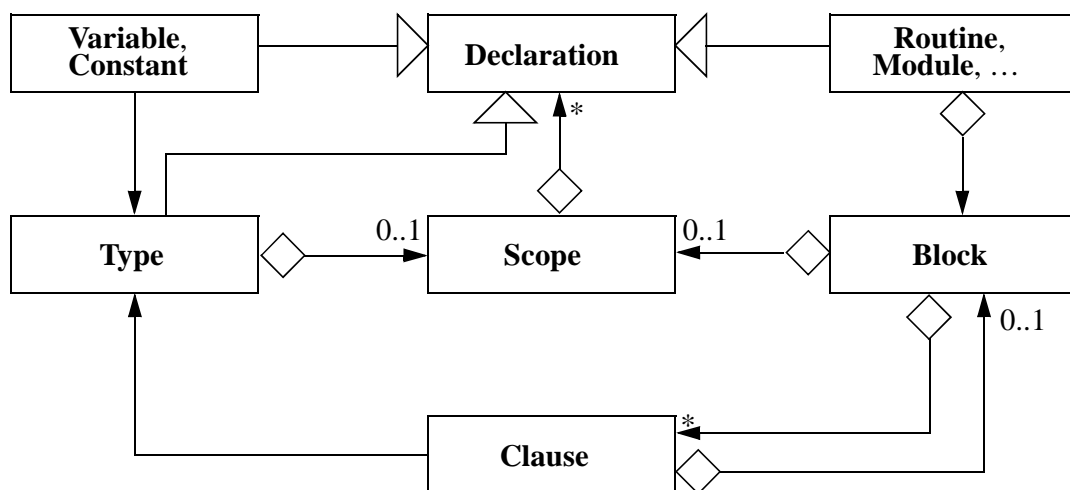 Variable,
Constant
Declaration
Routine,
Module, …
*
Type
0..1
Scope
0..1
Block
0..1
*
Clause